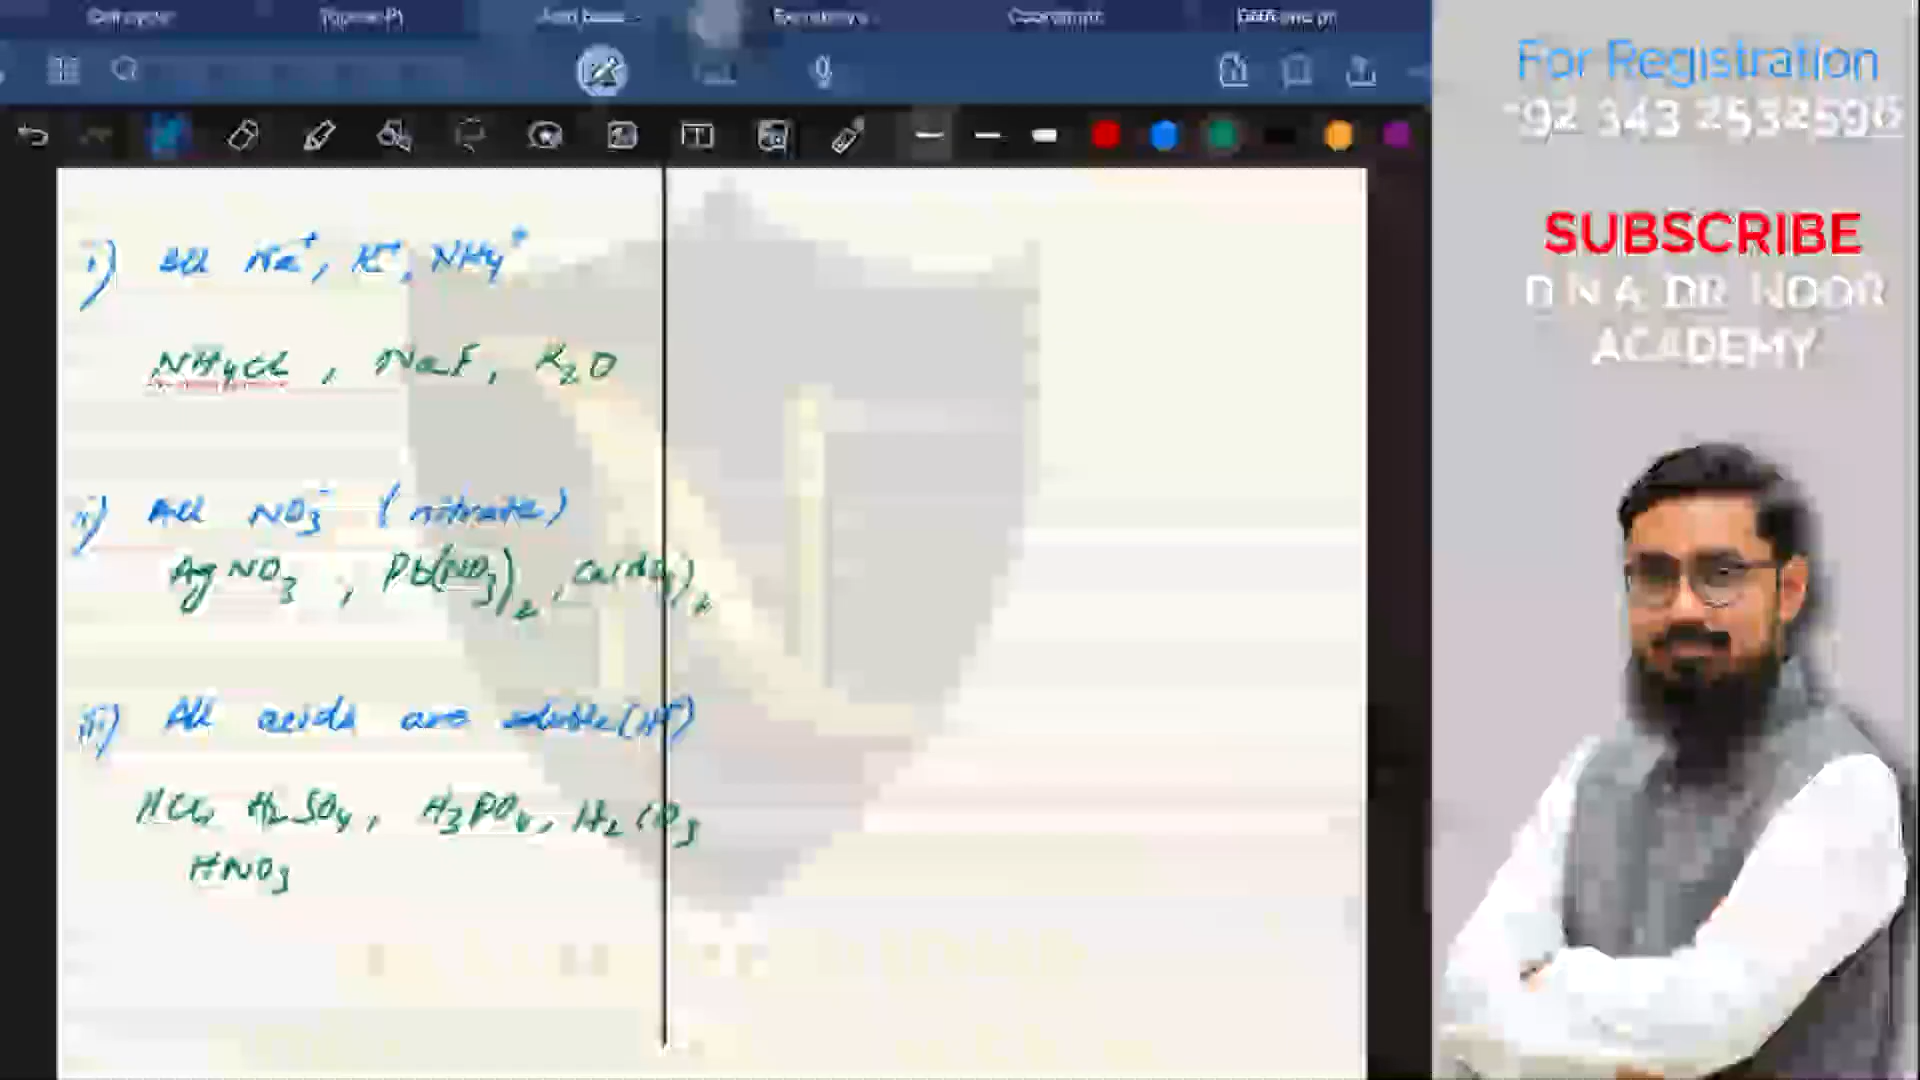 For Registration
+92 343 2532596
SUBSCRIBE
D N A DR NOOR
ACADEMY
i) All Na⁺, K⁺, NH₄⁺
NH₄Cl , NaF, K₂O
ii) All NO₃⁻ (nitrate)
AgNO₃ , Pb(NO₃)₂ , Ca(NO₃)₂
iii) All acids are soluble (H⁺)
HCl, H₂SO₄, H₃PO₄, H₂CO₃
HNO₃